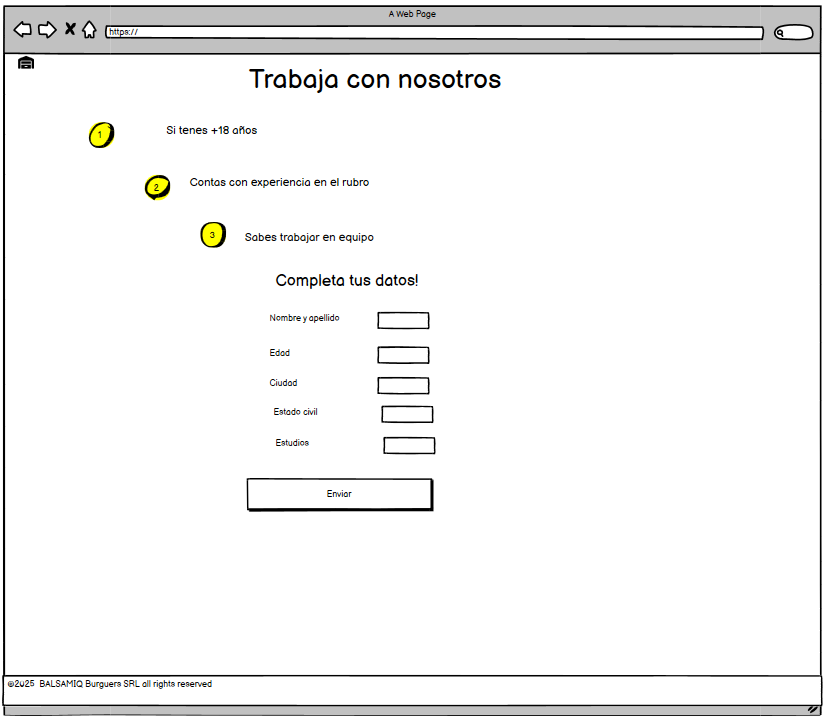 A Web Page
https://
Trabaja con nosotros
1
Si tenes +18 años
2
Contas con experiencia en el rubro
3
Sabes trabajar en equipo
Completa tus datos!
Nombre y apellido
Edad
Ciudad
Estado civil
Estudios
Enviar
©2025 BALSAMIQ Burguers SRL all rights reserved